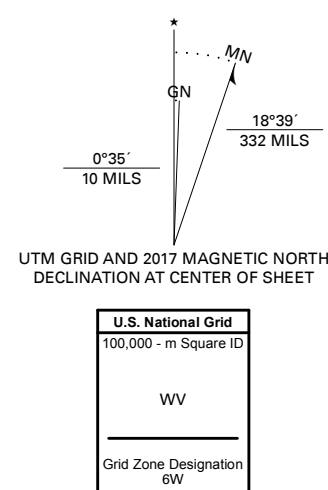 ★
MN
GN
18°39´
332 MILS
0°35´
10 MILS
UTM GRID AND 2017 MAGNETIC NORTH
DECLINATION AT CENTER OF SHEET
U.S. National Grid
100,000 - m Square ID
WV
Grid Zone Designation
6W